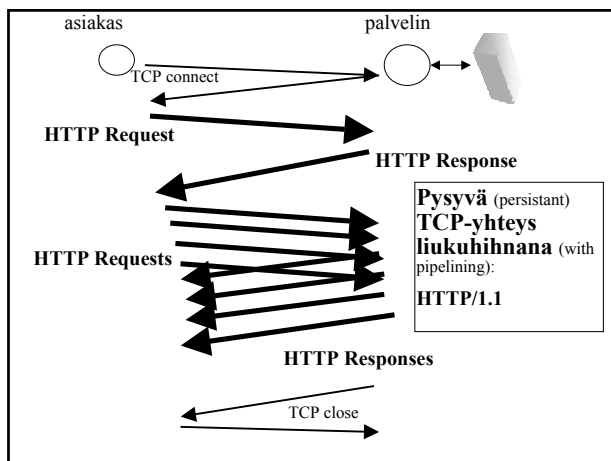 asiakas
palvelin
TCP connect
HTTP Request
HTTP Response
Pysyvä (persistant)
TCP-yhteys
liukuhihnana (with
pipelining):
HTTP/1.1
HTTP Requests
HTTP Responses
TCP close